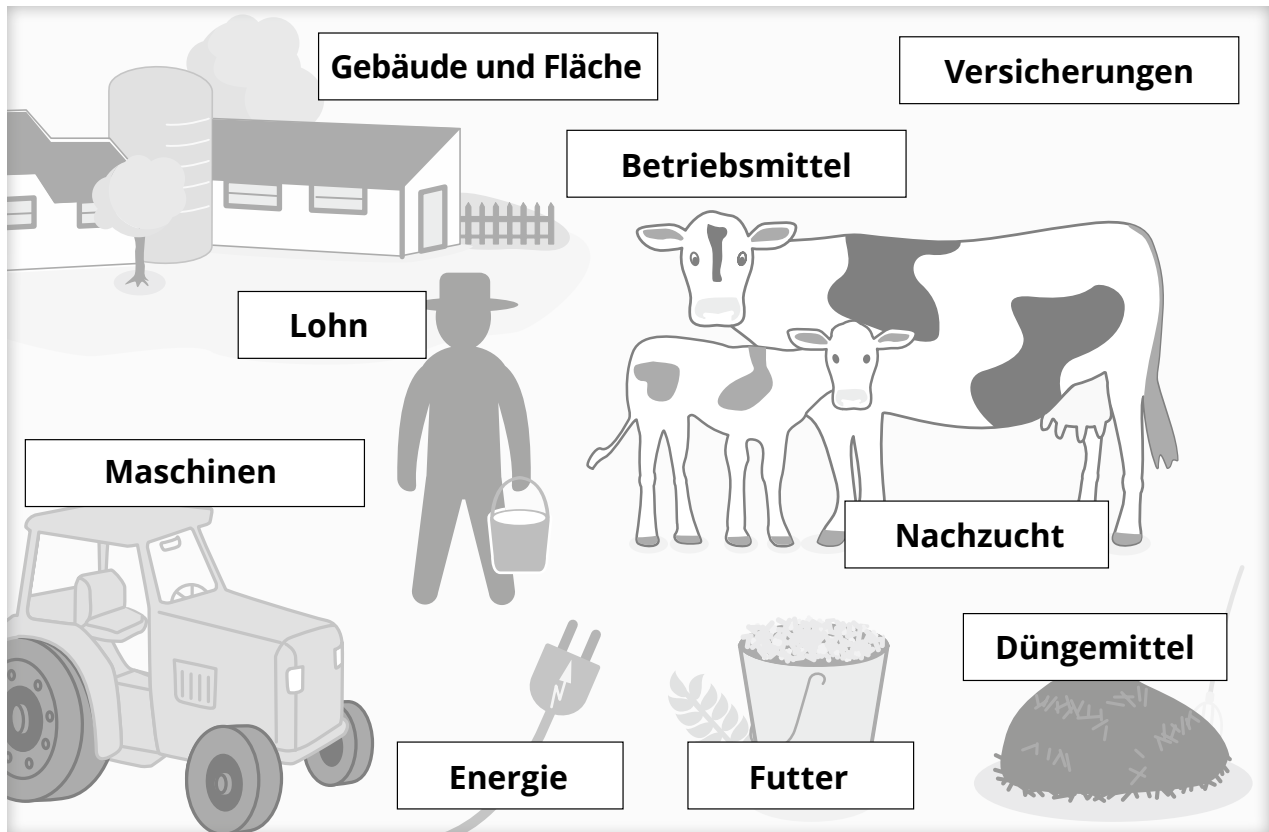 Gebäude und Fläche
Versicherungen
Betriebsmittel
Lohn
Maschinen
Nachzucht
Düngemittel
Energie
Futter